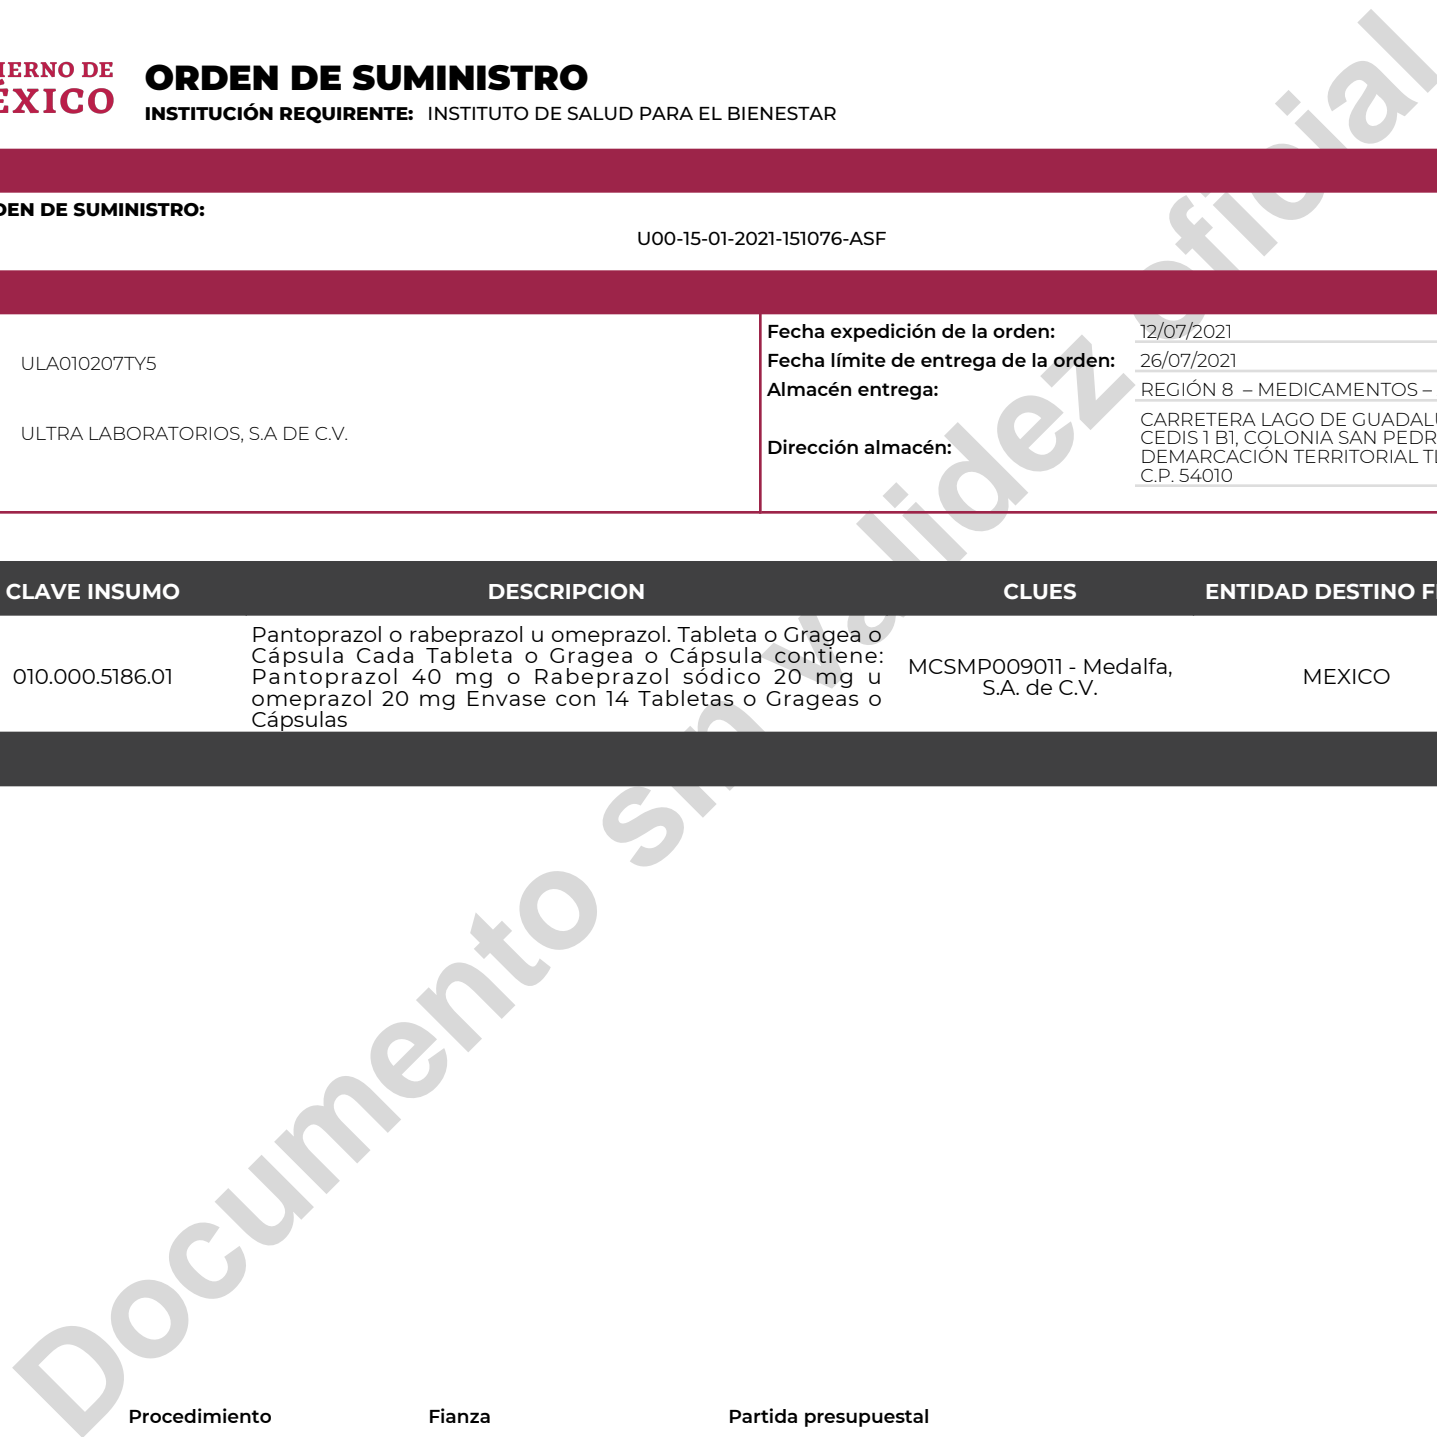 IERNO DE
ÉXICO
ORDEN DE SUMINISTRO
INSTITUCIÓN REQUIRENTE: INSTITUTO DE SALUD PARA EL BIENESTAR
DEN DE SUMINISTRO:
U00-15-01-2021-151076-ASF
ULA010207TY5
ULTRA LABORATORIOS, S.A DE C.V.
Fecha expedición de la orden: 12/07/2021
Fecha límite de entrega de la orden: 26/07/2021
Almacén entrega: REGIÓN 8 – MEDICAMENTOS –
Dirección almacén:
CARRETERA LAGO DE GUADALU
CEDIS 1 B1, COLONIA SAN PEDR
DEMARCACIÓN TERRITORIAL TL
C.P. 54010
CLAVE INSUMO DESCRIPCION CLUES ENTIDAD DESTINO F
010.000.5186.01
Pantoprazol o rabeprazol u omeprazol. Tableta o Gragea o
Cápsula Cada Tableta o Gragea o Cápsula contiene:
Pantoprazol 40 mg o Rabeprazol sódico 20 mg u
omeprazol 20 mg Envase con 14 Tabletas o Grageas o
Cápsulas
MCSMP009011 - Medalfa,
S.A. de C.V.
MEXICO
Documento sin validez oficial
Procedimiento Fianza Partida presupuestal